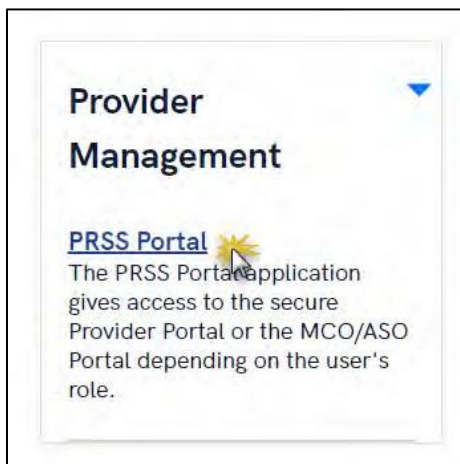 Provider
Management
PRSS Portal
The PRSS Portal application
gives access to the secure
Provider Portal or the MCO/ASO
Portal depending on the user's
role.